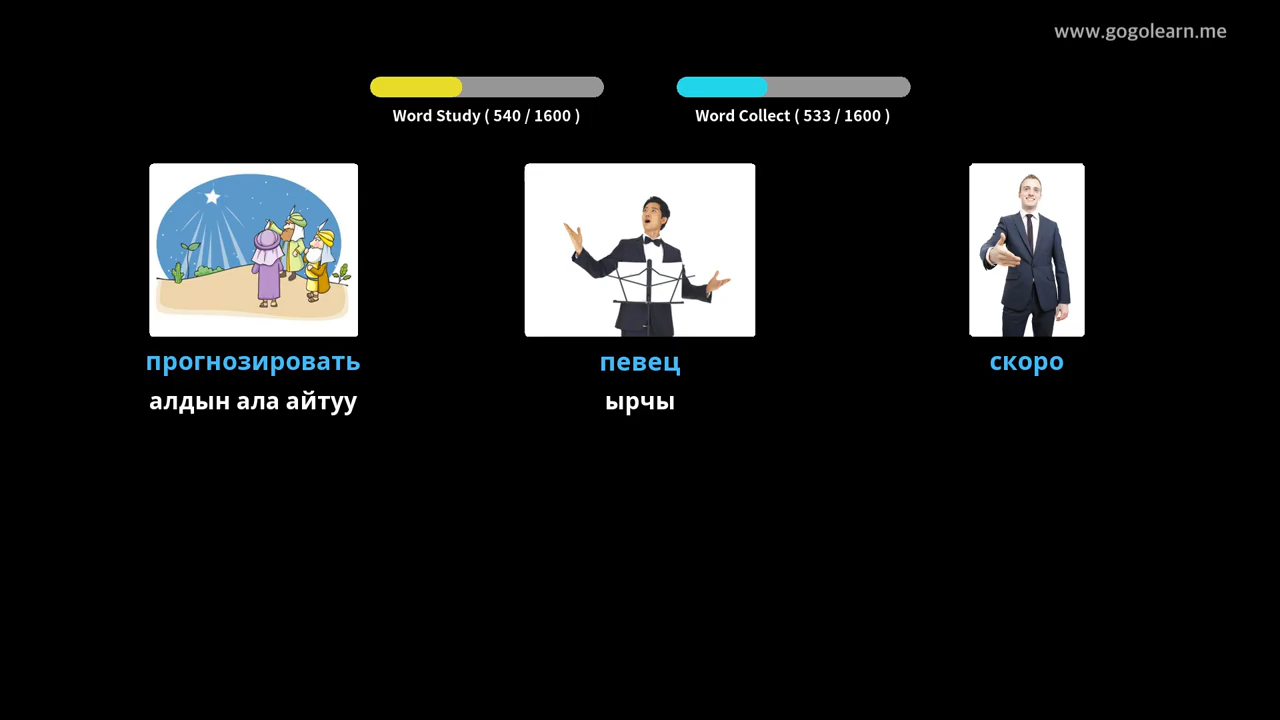 www.gogolearn.me
Word Study ( 540 / 1600 )
Word Collect ( 533 / 1600 )
прогнозировать
алдын ала айтуу
певец
ырчы
скоро